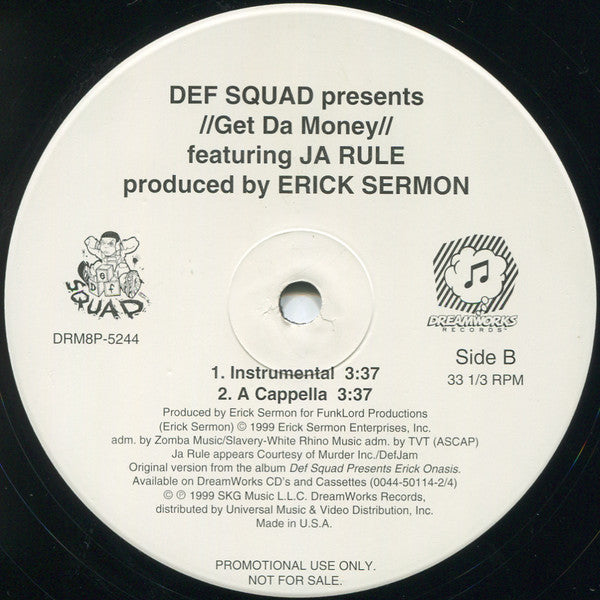 DEF SQUAD presents
//Get Da Money//
featuring JA RULE
produced by ERICK SERMON
Def
SQUAD
DREAMWORKS
RECORDS
DRM8P-5244
Side B
33 1/3 RPM
1. Instrumental 3:37
2. A Cappella 3:37
Produced by Erick Sermon for FunkLord Productions
(Erick Sermon) © 1999 Erick Sermon Enterprises, Inc.
adm. by Zomba Music/Slavery-White Rhino Music adm. by TVT (ASCAP)
Ja Rule appears Courtesy of Murder Inc./DefJam
Original version from the album Def Squad Presents Erick Onasis.
Available on DreamWorks CD's and Cassettes (0044-50114-2/4)
© ℗ 1999 SKG Music L.L.C. DreamWorks Records,
distributed by Universal Music & Video Distribution, Inc.
Made in U.S.A.
PROMOTIONAL USE ONLY.
NOT FOR SALE.